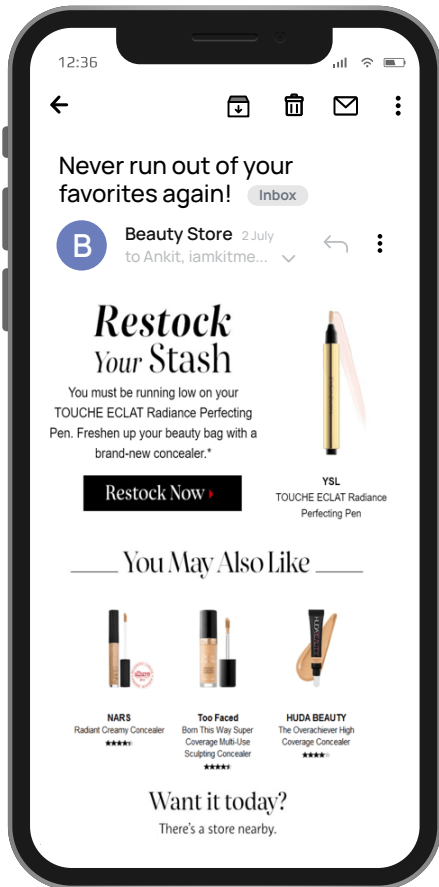 12:36
Never run out of your
favorites again! Inbox
B
Beauty Store 2 July
to Ankit, iamkitme...
Restock
Your Stash
You must be running low on your
TOUCHE ECLAT Radiance Perfecting
Pen. Freshen up your beauty bag with a
brand-new concealer.*
Restock Now
YSL
TOUCHE ECLAT Radiance
Perfecting Pen
You May Also Like
NARS
Radiant Creamy Concealer
Too Faced
Born This Way Super
Coverage Multi-Use
Sculpting Concealer
HUDA BEAUTY
The Overachiever High
Coverage Concealer
Want it today?
There's a store nearby.